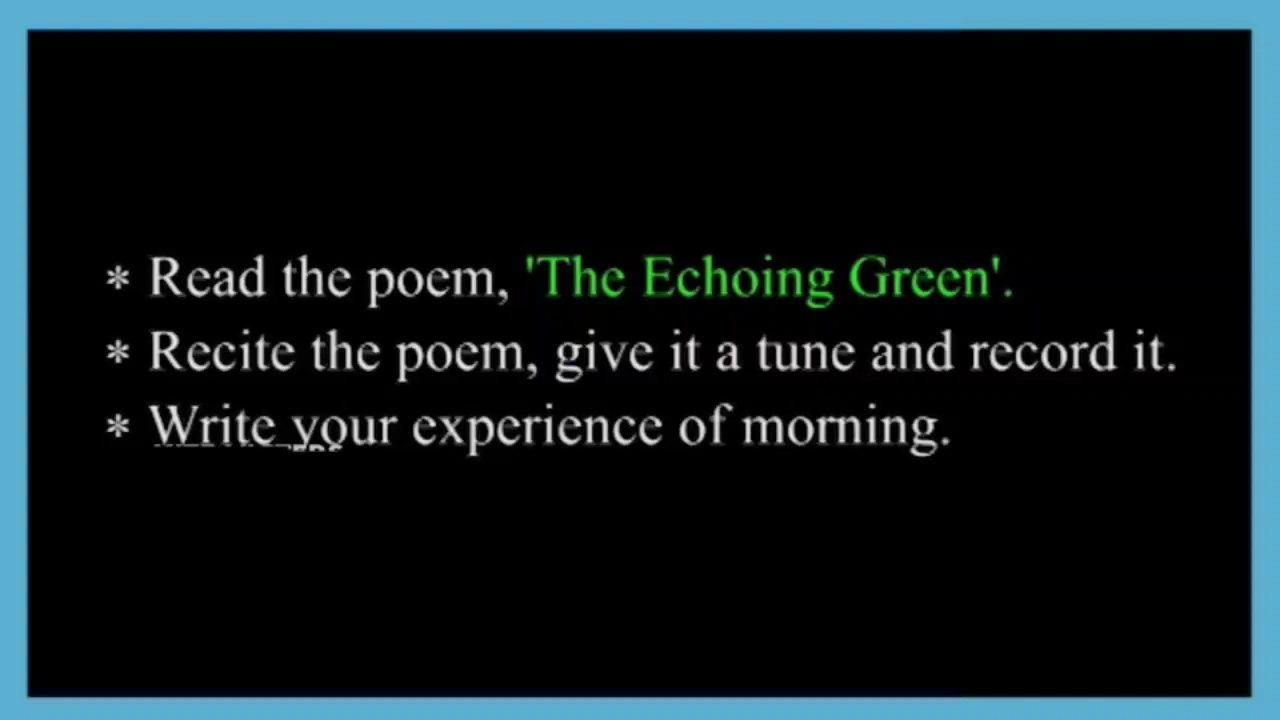 * Read the poem, 'The Echoing Green'.
* Recite the poem, give it a tune and record it.
* Write your experience of morning.